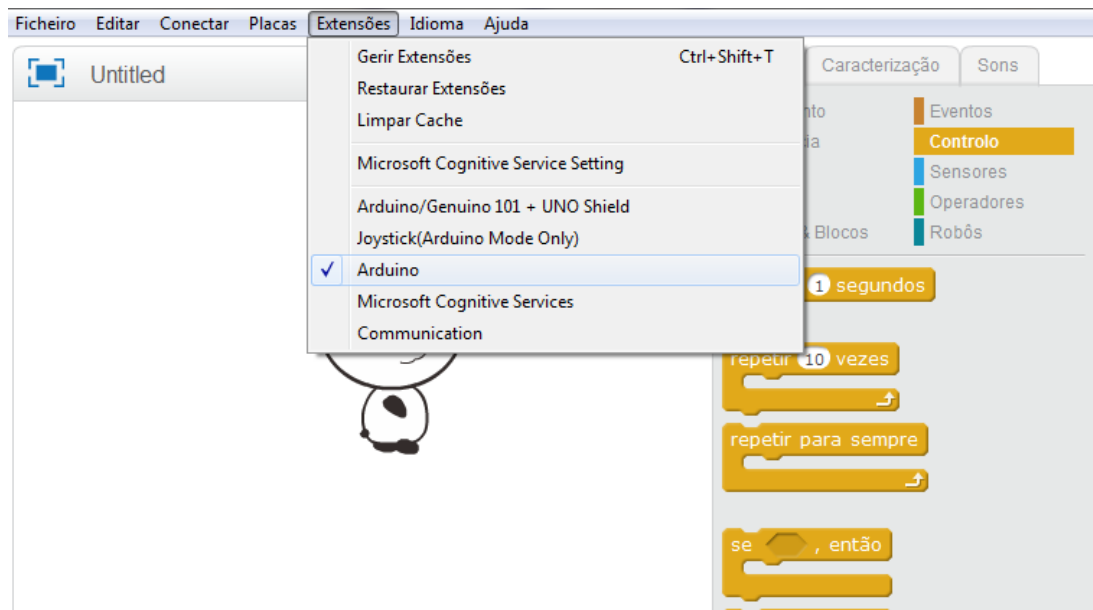 Ficheiro Editar Conectar Placas Extensões Idioma Ajuda
Untitled
Gerir Extensões Ctrl+Shift+T
Restaurar Extensões
Limpar Cache
Microsoft Cognitive Service Setting
Arduino/Genuino 101 + UNO Shield
Joystick(Arduino Mode Only)
Arduino
Microsoft Cognitive Services
Communication
Caracterização Sons
Eventos
Controlo
Sensores
Operadores
& Blocos Robôs
1 segundos
repetir 10 vezes
repetir para sempre
se , então